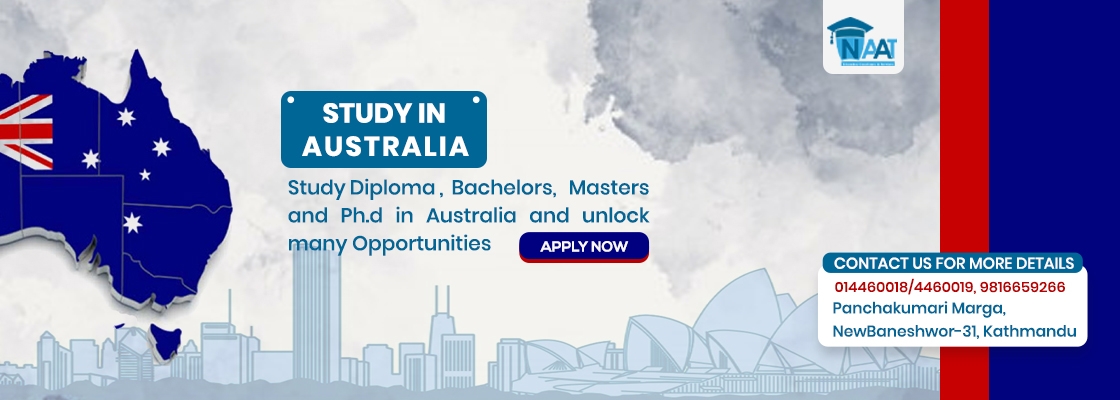 NAAT
STUDY IN
AUSTRALIA
Study Diploma , Bachelors, Masters
and Ph.d in Australia and unlock
many Opportunities
APPLY NOW
CONTACT US FOR MORE DETAILS
014460018/4460019, 9816659266
Panchakumari Marga,
NewBaneshwor-31, Kathmandu